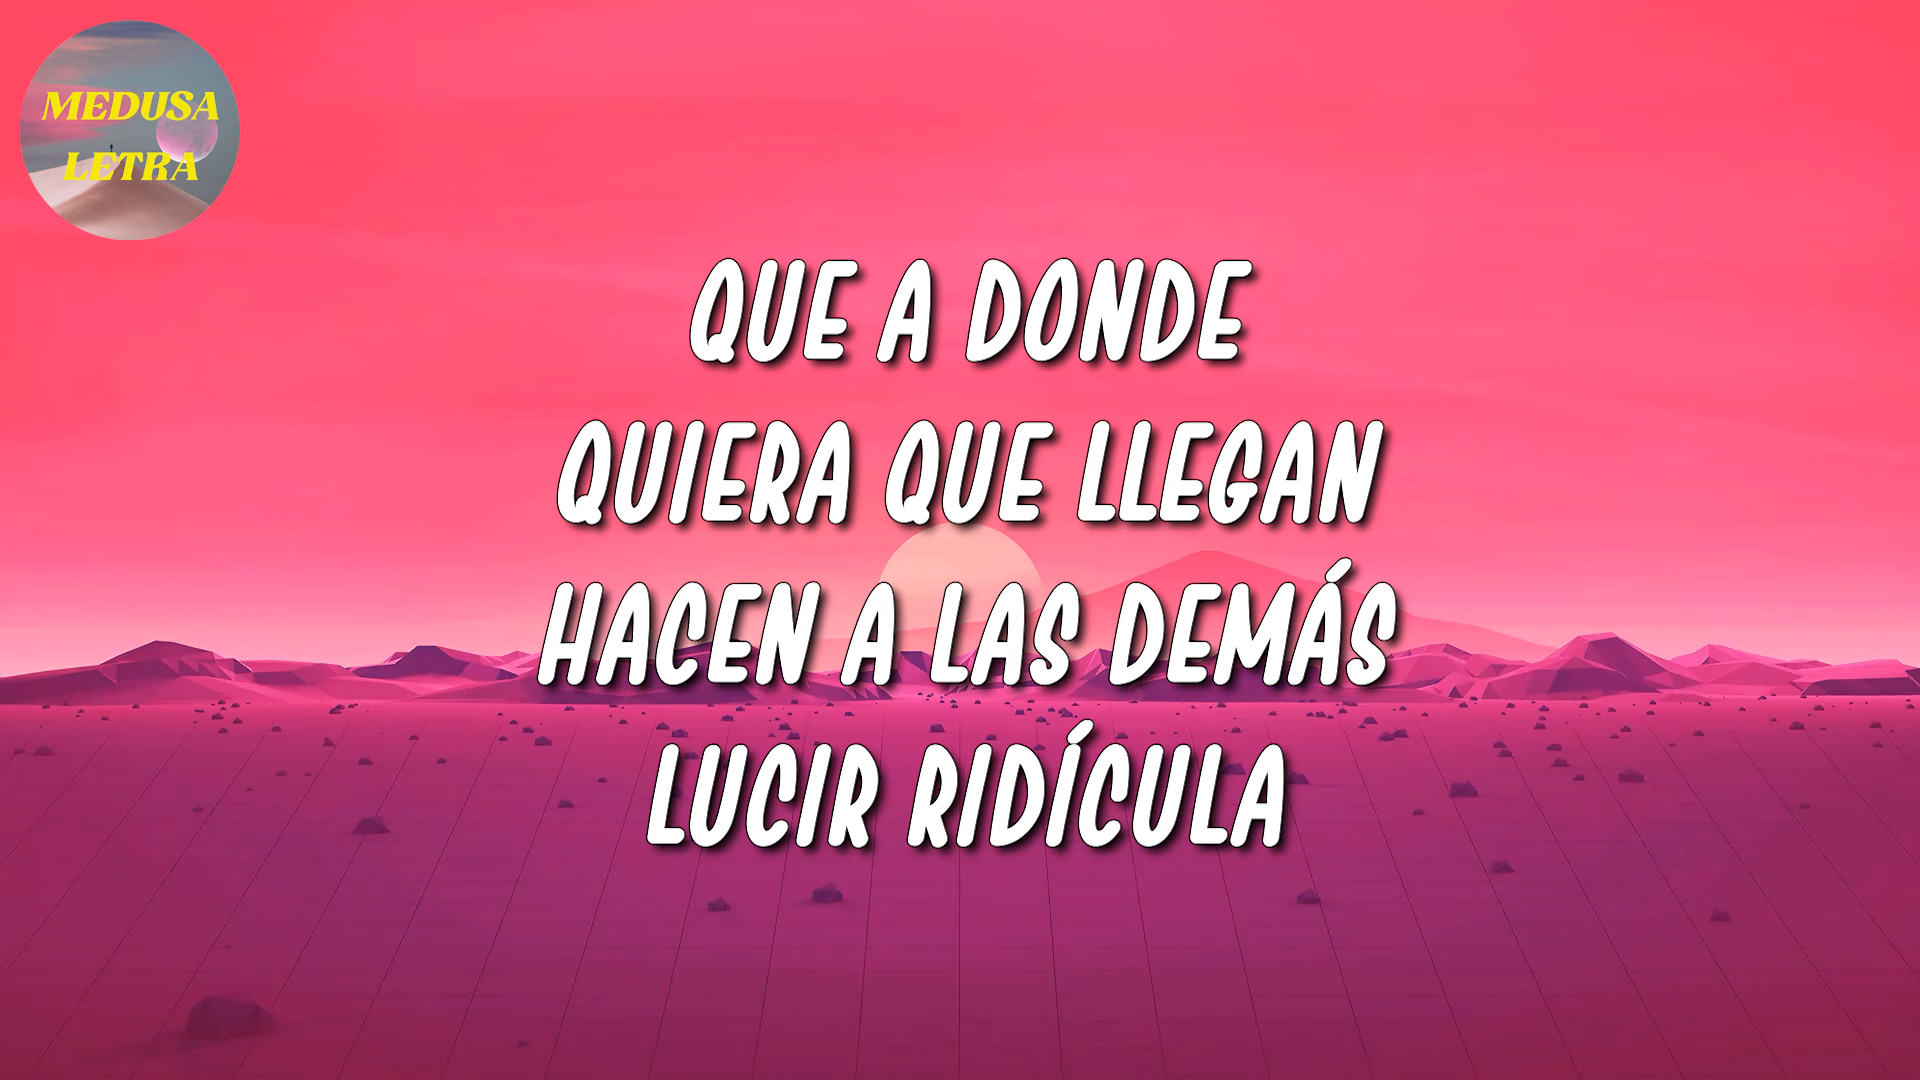 MEDUSA
LETRA
QUE A DONDE
QUIERA QUE LLEGAN
HACEN A LAS DEMÁS
LUCIR RIDÍCULA